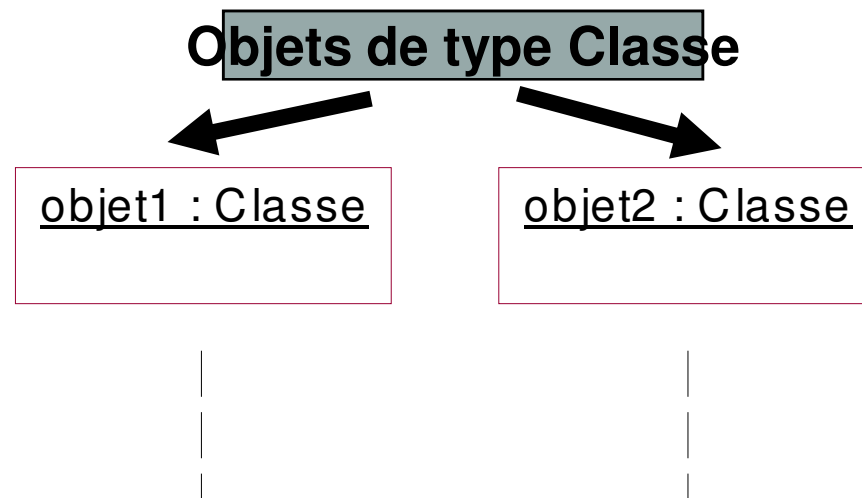 Objets de type Classe
objet1 : Classe
objet2 : Classe